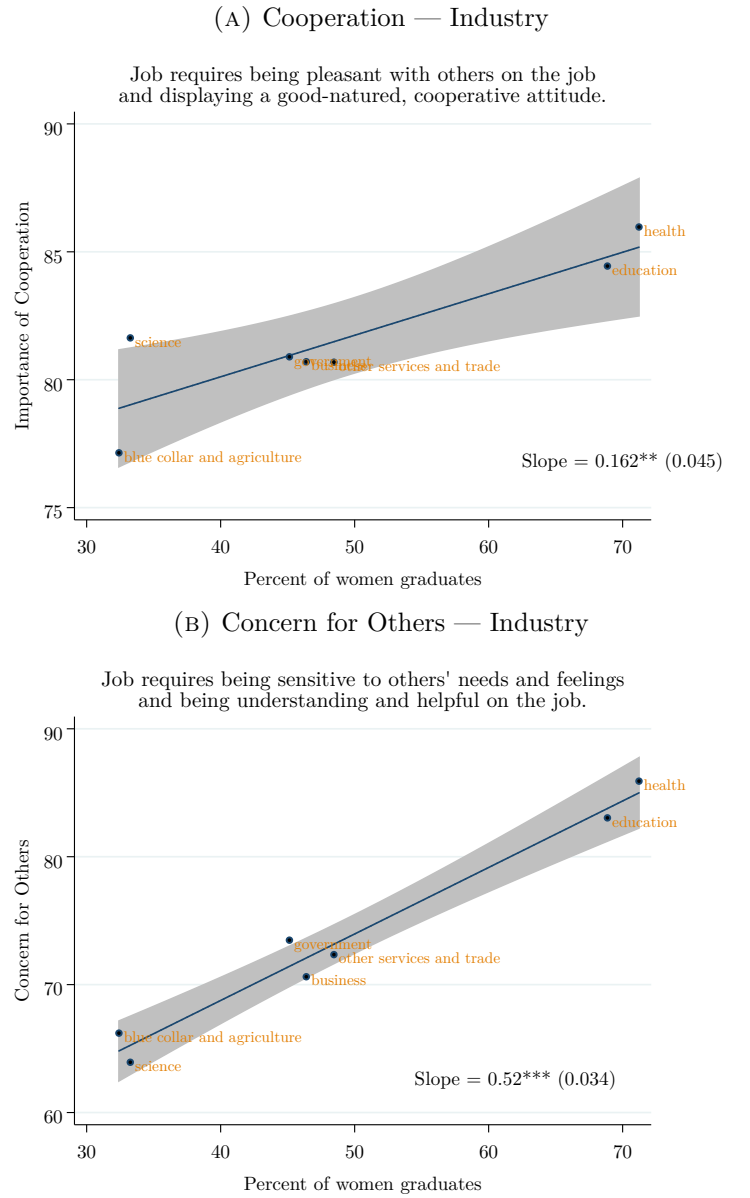 (A) Cooperation — Industry
Job requires being pleasant with others on the job
and displaying a good-natured, cooperative attitude.
Importance of Cooperation
90
85
80
75
health
education
science
government
business
other services and trade
blue collar and agriculture
Slope = 0.162** (0.045)
30 40 50 60 70
Percent of women graduates
(B) Concern for Others — Industry
Job requires being sensitive to others' needs and feelings
and being understanding and helpful on the job.
Concern for Others
90
80
70
60
health
education
government
other services and trade
business
blue collar and agriculture
science
Slope = 0.52*** (0.034)
30 40 50 60 70
Percent of women graduates